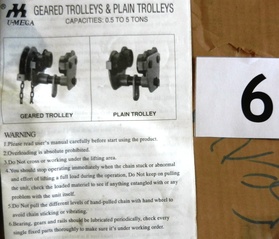 U-MEGA
GEARED TROLLEYS & PLAIN TROLLEYS
CAPACITIES: 0.5 TO 5 TONS
GEARED TROLLEY
PLAIN TROLLEY
WARNING
1.Please read user's manual carefully before start using the product.
2.Overloading is absolute prohibited.
3.Do not cross or working under the lifting area.
4.You should stop operating immediately when the chain stuck or abnormal
and effort of lifting a full load during the operation, Do not keep on pulling
the unit, check the loaded material to see if anything entangled with or any
problem with the unit itself.
5.Do not pull the different levels of hand-pulled chain with hand wheel to
avoid chain sticking or vibrating.
6.Bearing, gears and rails should be lubricated periodically, check every
single fixed parts thoroughly to make sure it's under working order.
6